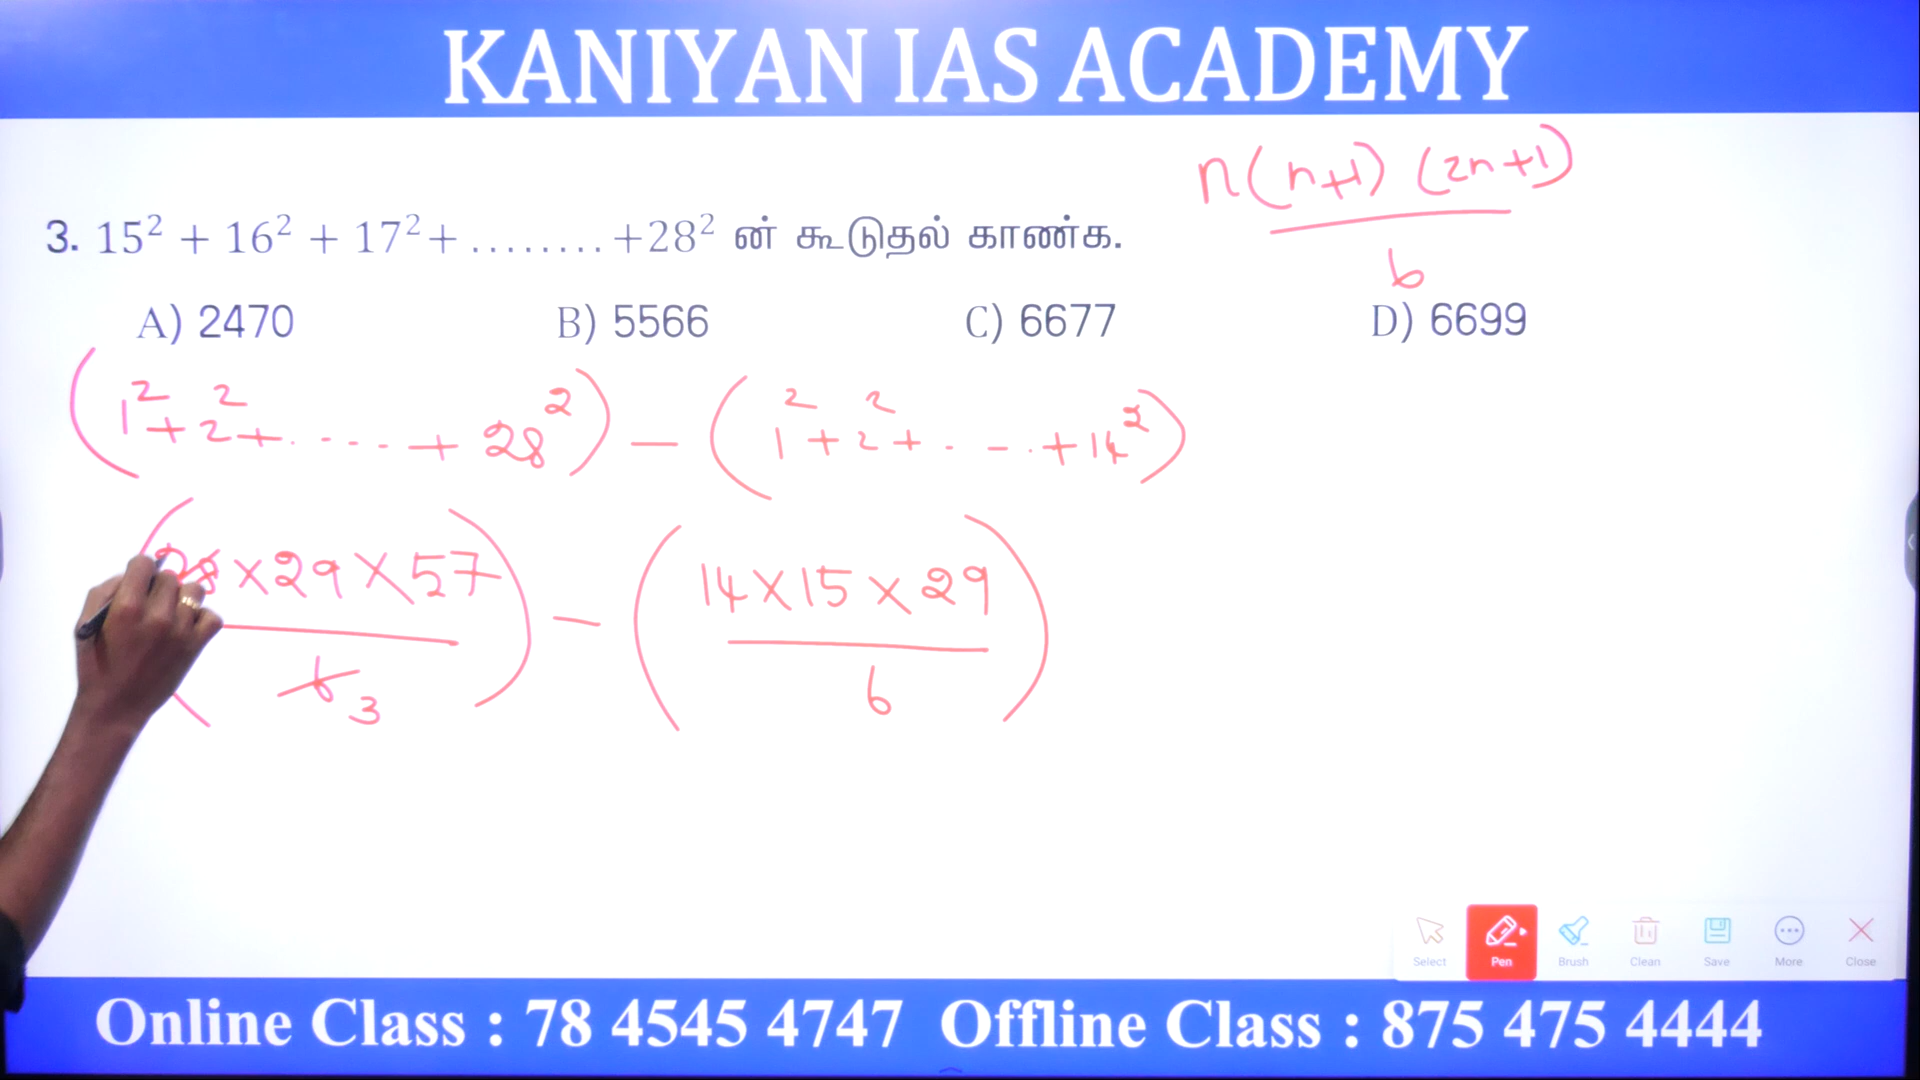 KANIYAN IAS ACADEMY
n(n+1) (2n+1)
6
3. 15² + 16² + 17²+ ........ +28² ன் கூடுதல் காண்க.
A) 2470 B) 5566 C) 6677 D) 6699
(1²+2²+.....+ 28²) – (1²+2²+.....+14²)
(28×29×57) – (14×15×29)
6 3 6
Select Pen Brush Clean Save More Close
Online Class : 78 4545 4747 Offline Class : 875 475 4444